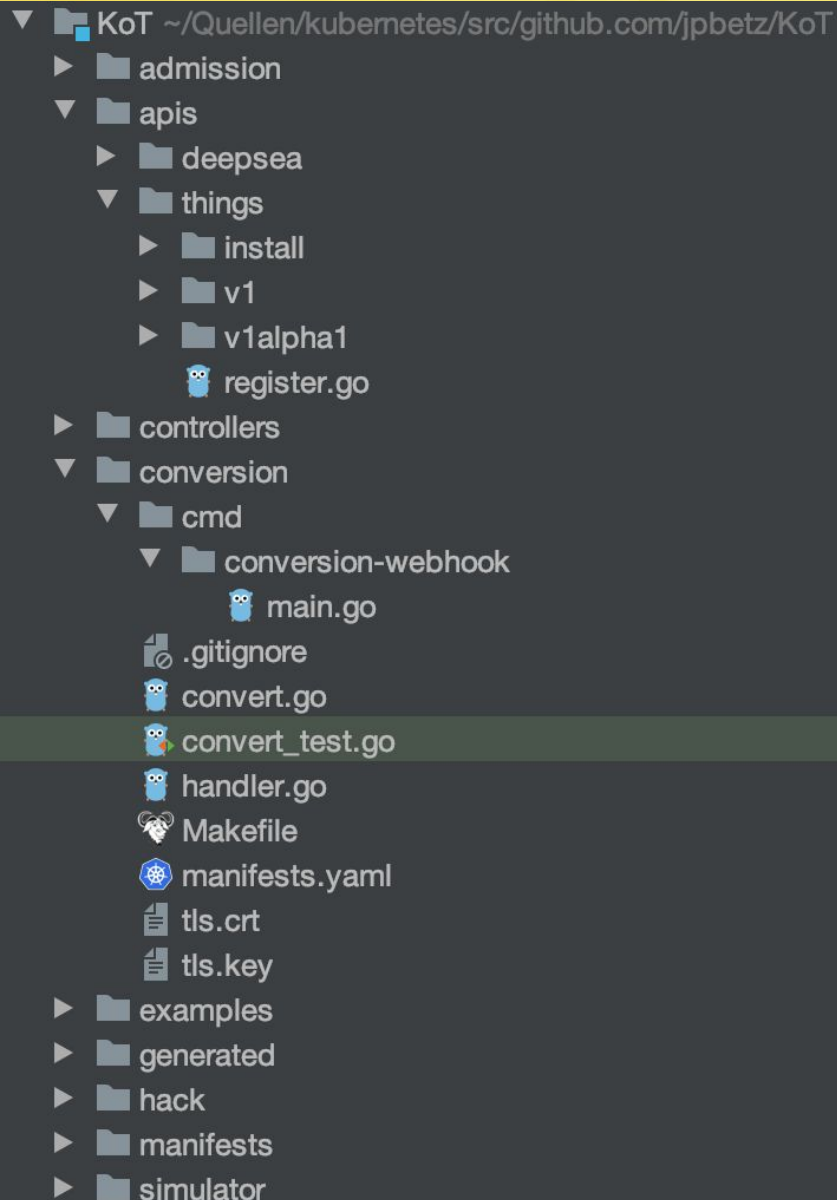 KoT ~/Quellen/kubernetes/src/github.com/jpbetz/KoT
admission
apis
deepsea
things
install
v1
v1alpha1
register.go
controllers
conversion
cmd
conversion-webhook
main.go
.gitignore
convert.go
convert_test.go
handler.go
Makefile
manifests.yaml
tls.crt
tls.key
examples
generated
hack
manifests
simulator